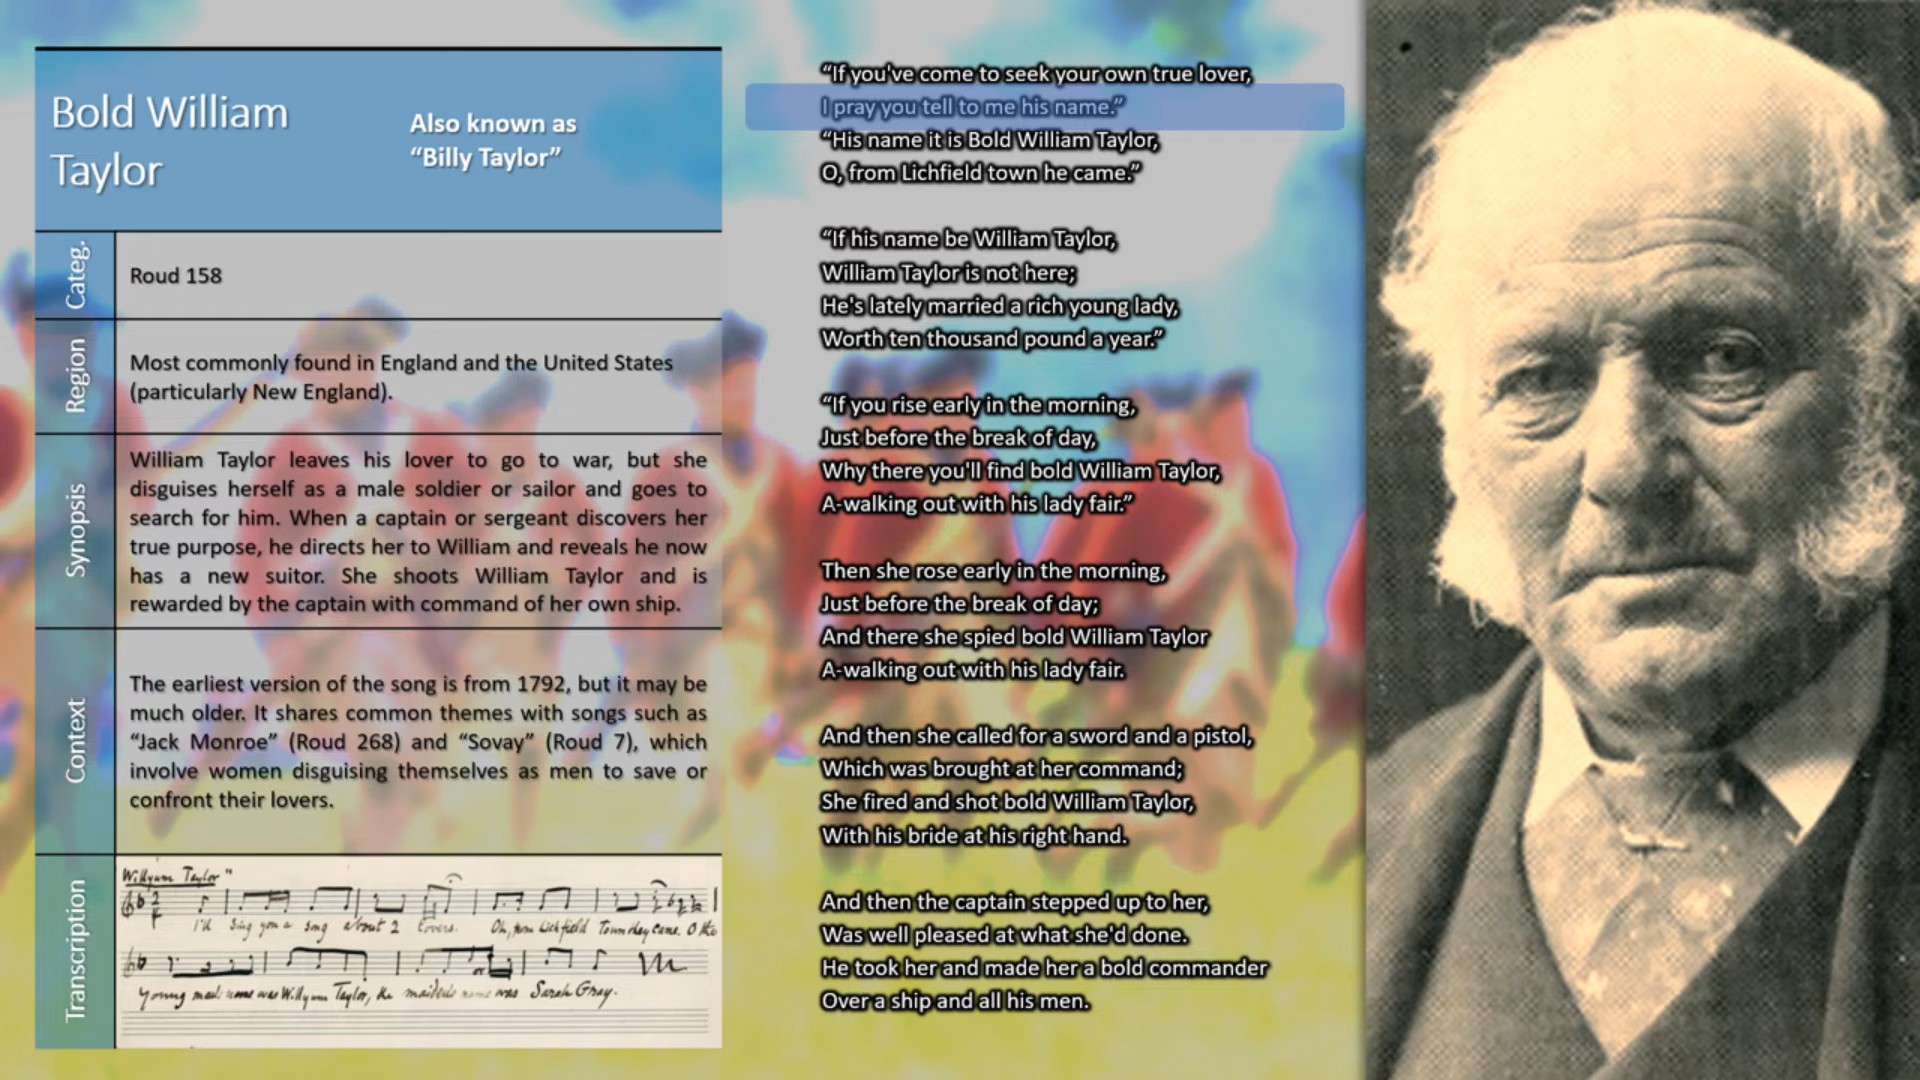 Bold William
Taylor
Also known as
“Billy Taylor”
Categ.
Roud 158
Region
Most commonly found in England and the United States
(particularly New England).
Synopsis
William Taylor leaves his lover to go to war, but she
disguises herself as a male soldier or sailor and goes to
search for him. When a captain or sergeant discovers her
true purpose, he directs her to William and reveals he now
has a new suitor. She shoots William Taylor and is
rewarded by the captain with command of her own ship.
Context
The earliest version of the song is from 1792, but it may be
much older. It shares common themes with songs such as
“Jack Monroe” (Roud 268) and “Sovay” (Roud 7), which
involve women disguising themselves as men to save or
confront their lovers.
Transcription
Willyam Taylor"
I'll sing you a song about 2 lovers. Oh, from Lichfield Town they came. O the
young man's name was Willyam Taylor, the maiden's name was Sarah Gray.
“If you've come to seek your own true lover,
I pray you tell to me his name.”
“His name it is Bold William Taylor,
O, from Lichfield town he came.”
“If his name be William Taylor,
William Taylor is not here;
He's lately married a rich young lady,
Worth ten thousand pound a year.”
“If you rise early in the morning,
Just before the break of day,
Why there you'll find bold William Taylor,
A-walking out with his lady fair.”
Then she rose early in the morning,
Just before the break of day;
And there she spied bold William Taylor
A-walking out with his lady fair.
And then she called for a sword and a pistol,
Which was brought at her command;
She fired and shot bold William Taylor,
With his bride at his right hand.
And then the captain stepped up to her,
Was well pleased at what she'd done.
He took her and made her a bold commander
Over a ship and all his men.